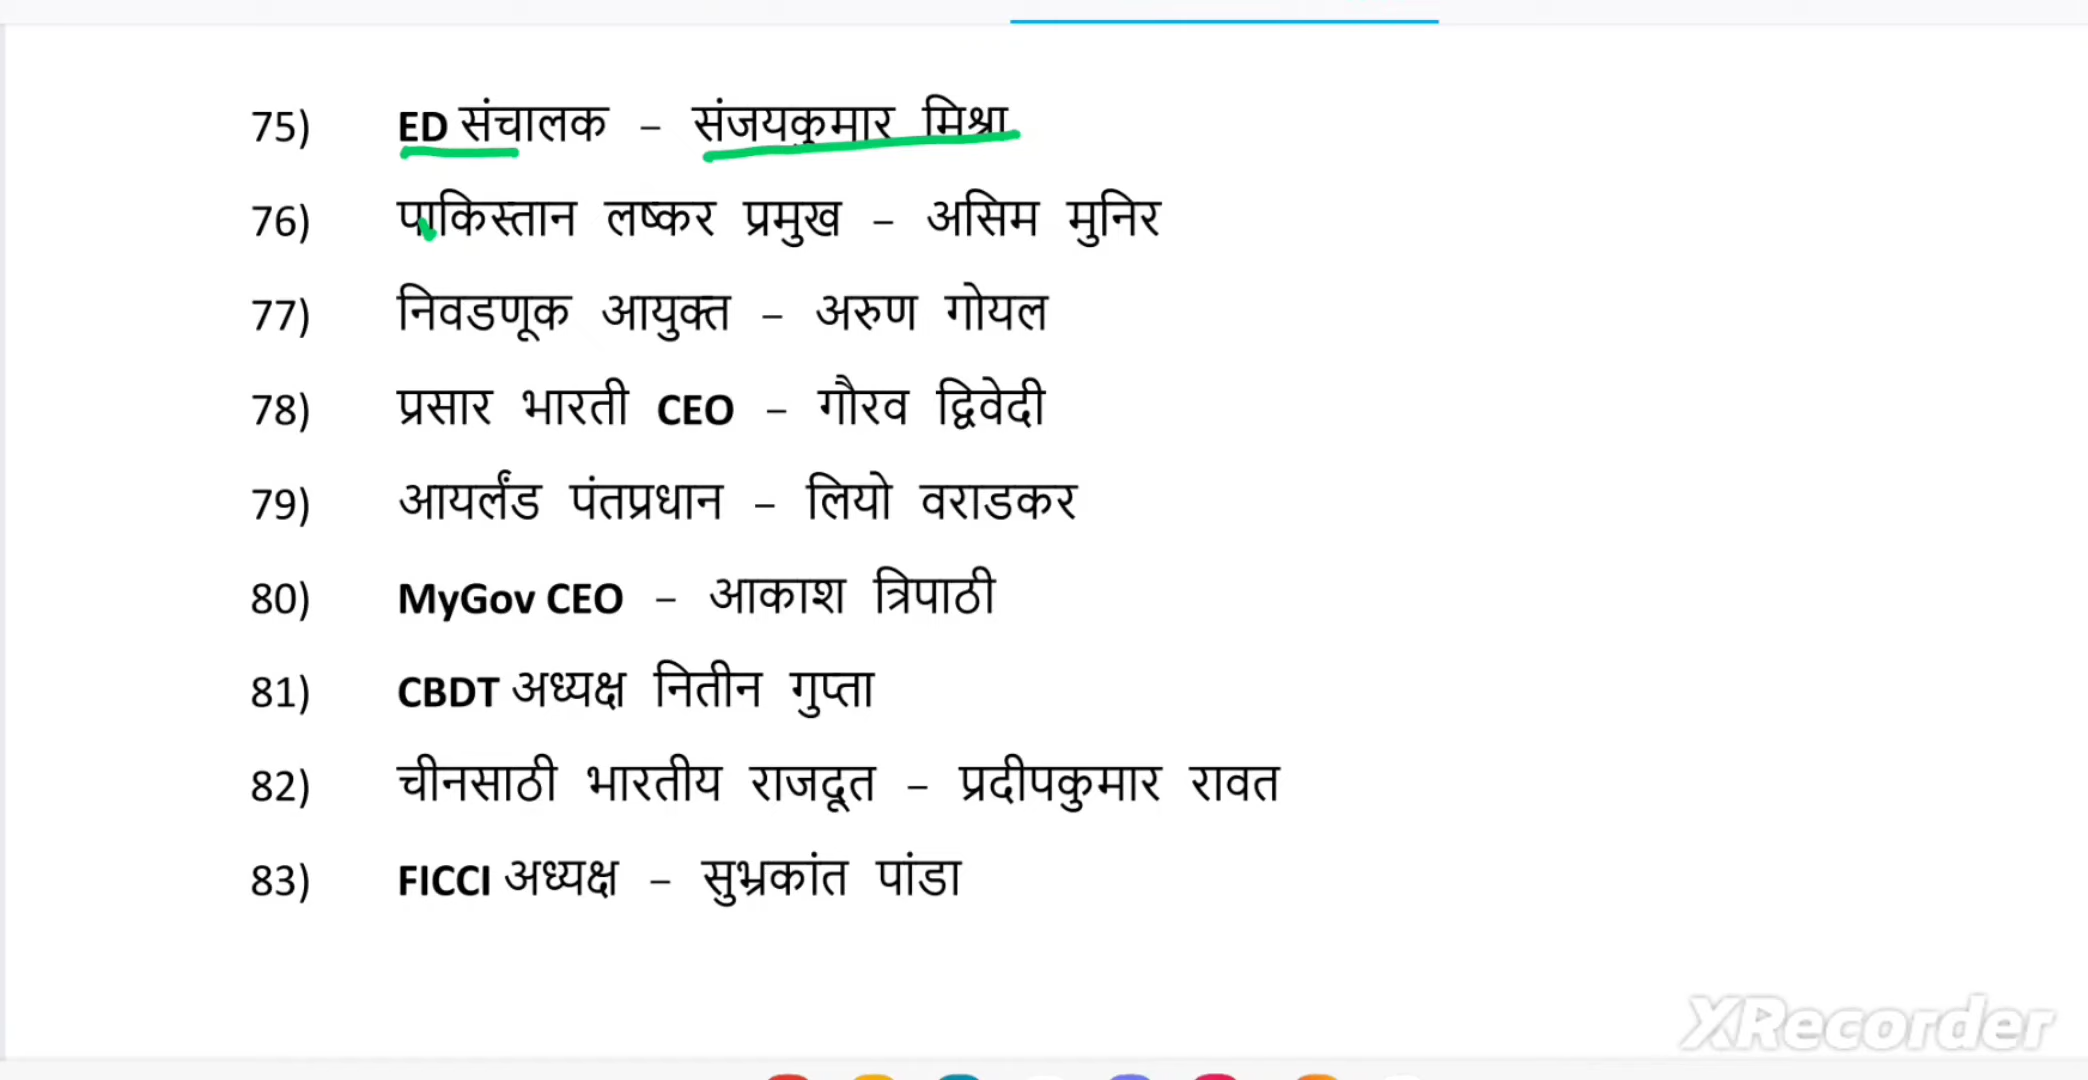 75) ED संचालक – संजयकुमार मिश्रा
76) पाकिस्तान लष्कर प्रमुख – असिम मुनिर
77) निवडणूक आयुक्त – अरुण गोयल
78) प्रसार भारती CEO – गौरव द्विवेदी
79) आयर्लंड पंतप्रधान – लियो वराडकर
80) MyGov CEO – आकाश त्रिपाठी
81) CBDT अध्यक्ष नितीन गुप्ता
82) चीनसाठी भारतीय राजदूत – प्रदीपकुमार रावत
83) FICCI अध्यक्ष – सुभ्रकांत पांडा
XRecorder